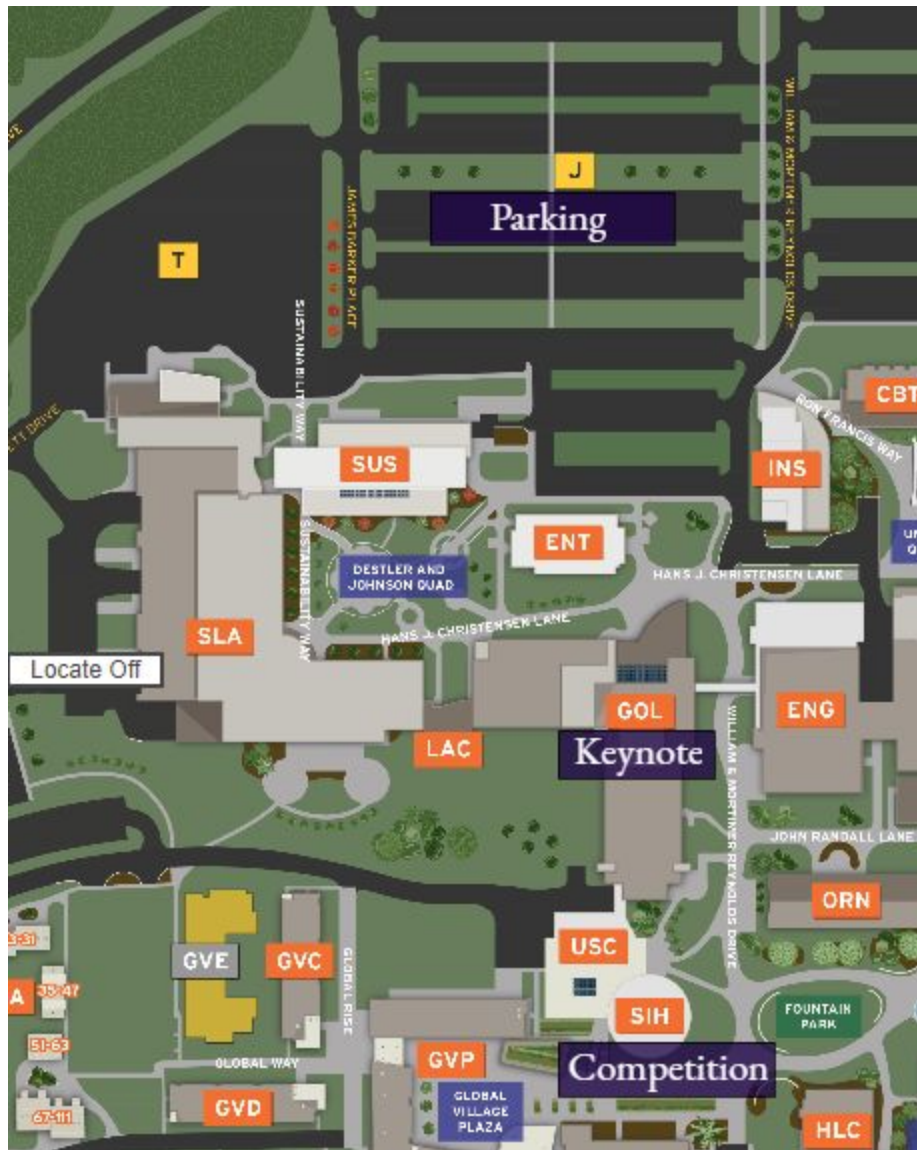 J
WILLIAM E MORTIMER REYNOLDS DRIVE
JAMES BARKER PLACE
Parking
T
SUSTAINABILITY WAY
CBT
RON FRANCIS WAY
SUS
INS
SUSTAINABILITY WAY
ENT
DESTLER AND
JOHNSON QUAD
HANS J. CHRISTENSEN LANE
HANS J. CHRISTENSEN LANE
SLA
Locate Off
GOL
ENG
LAC
Keynote
WILLIAM E MORTIMER REYNOLDS DRIVE
JOHN RANDALL LANE
ORN
USC
GVE
GVC
GLOBAL RISE
35-47
A
SIH
FOUNTAIN
PARK
51-63
GLOBAL WAY
GVP
Competition
GVD
GLOBAL
VILLAGE
PLAZA
67-111
HLC